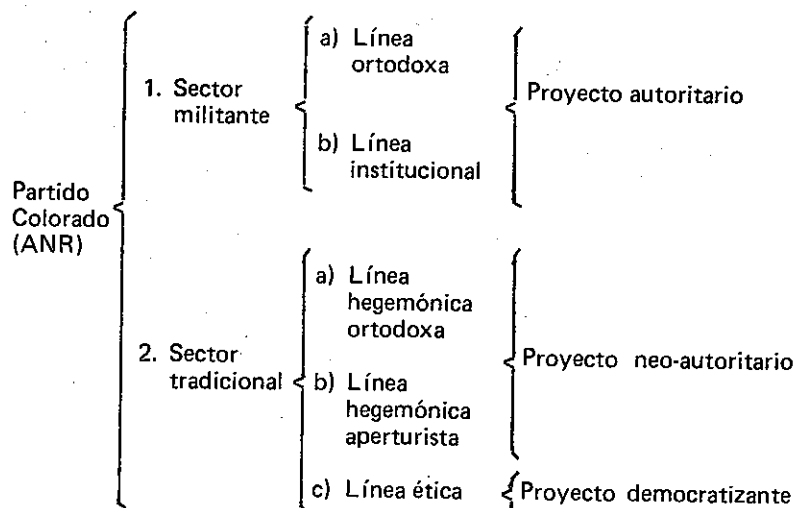 Partido
Colorado
(ANR)
1. Sector
militante
a) Línea
ortodoxa
b) Línea
institucional
Proyecto autoritario
2. Sector
tradicional
a) Línea
hegemónica
ortodoxa
b) Línea
hegemónica
aperturista
Proyecto neo-autoritario
c) Línea ética
Proyecto democratizante